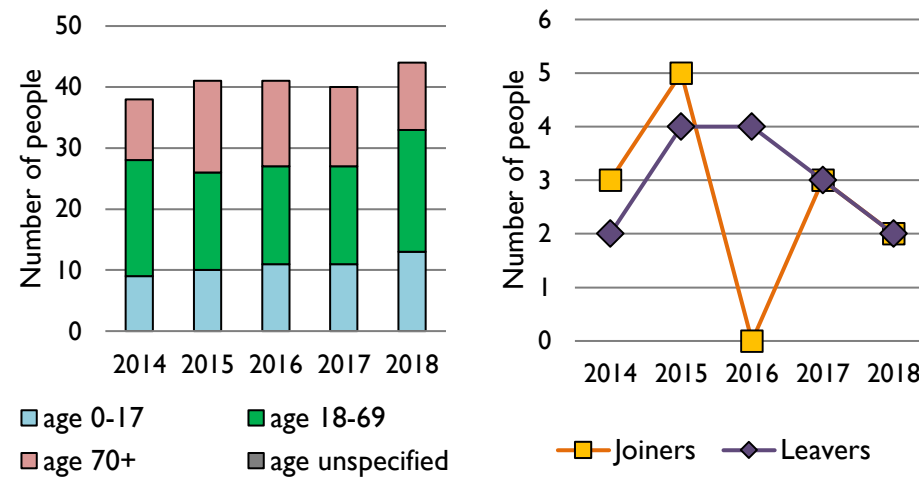 Number of people
50
40
30
20
10
0
2014 2015 2016 2017 2018
age 0-17 age 18-69
age 70+ age unspecified
Number of people
6
5
4
3
2
1
0
2014 2015 2016 2017 2018
Joiners Leavers